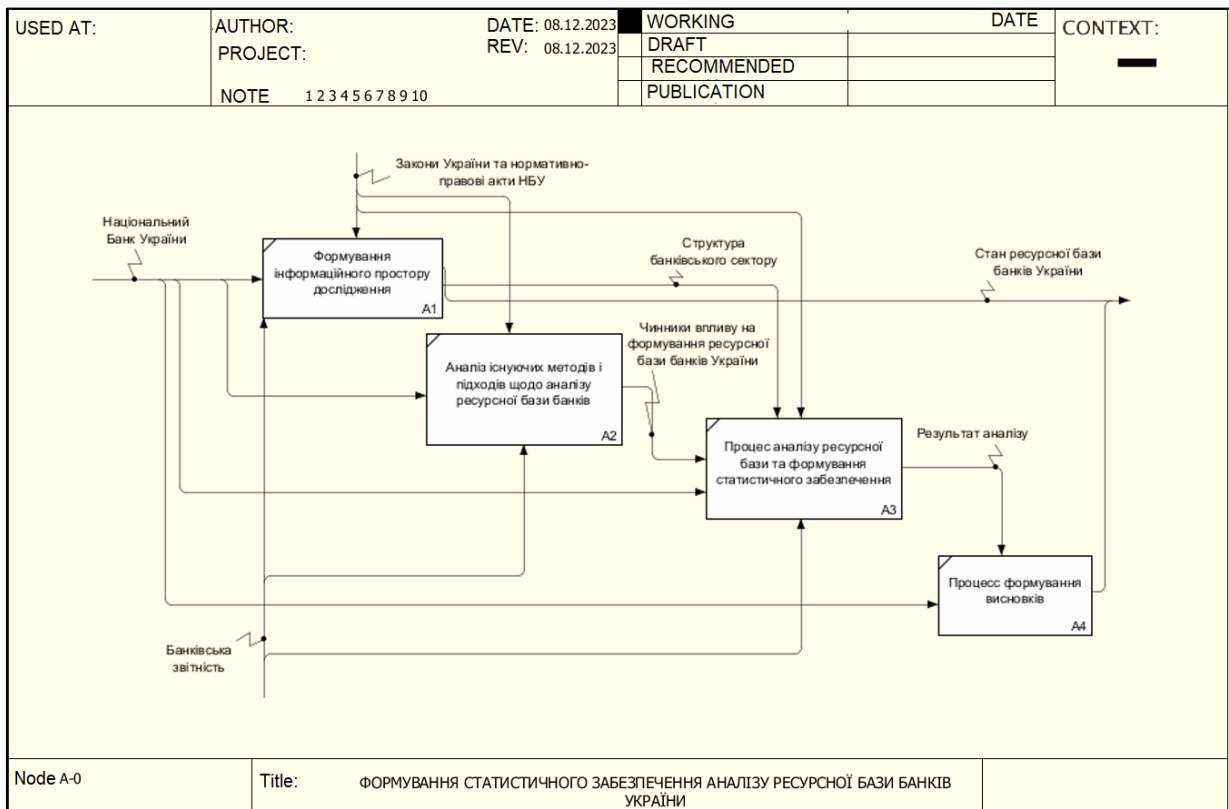 USED AT:
AUTHOR:
DATE: 08.12.2023
PROJECT:
REV: 08.12.2023
NOTE 1 2 3 4 5 6 7 8 9 10
WORKING
DATE
DRAFT
RECOMMENDED
PUBLICATION
CONTEXT:
Закони України та нормативно-
правові акти НБУ
Національний
Банк України
Формування
інформаційного простору
дослідження
A1
Структура
банківського сектору
Стан ресурсної бази
банків України
Чинники впливу на
формування ресурсної
бази банків України
Аналіз існуючих методів і
підходів щодо аналізу
ресурсної бази банків
A2
Процес аналізу ресурсної
бази та формування
статистичного забезпечення
A3
Результат аналізу
Процесс формування
висновків
A4
Банківська
звітність
Node A-0
Title:
ФОРМУВАННЯ СТАТИСТИЧНОГО ЗАБЕЗПЕЧЕННЯ АНАЛІЗУ РЕСУРСНОЇ БАЗИ БАНКІВ
УКРАЇНИ